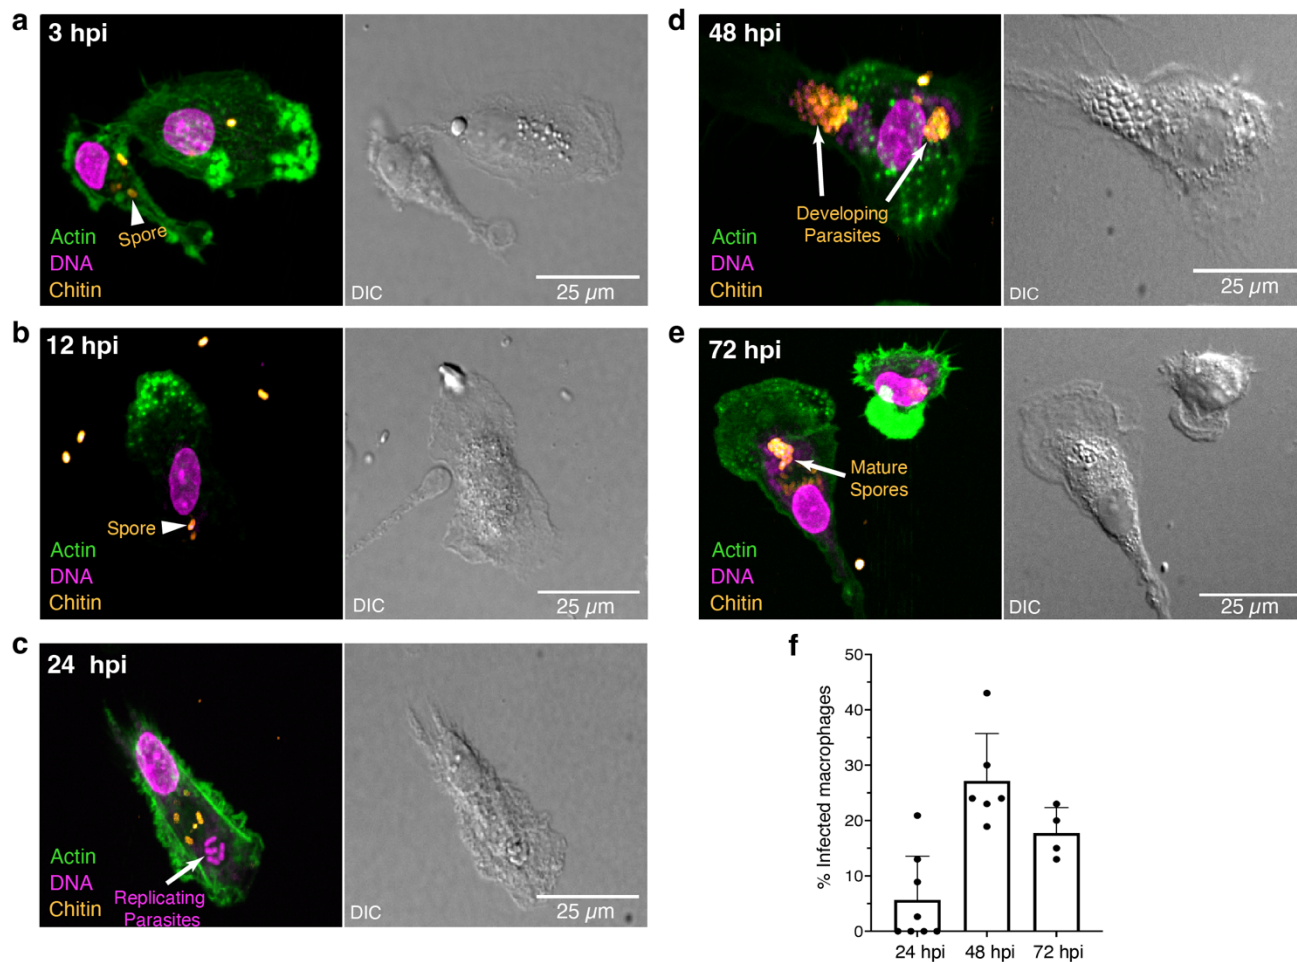 a
3 hpi
Spore
Actin
DNA
Chitin
DIC
25 µm
b
12 hpi
Spore
Actin
DNA
Chitin
DIC
25 µm
c
24 hpi
Actin
DNA
Chitin
Replicating
Parasites
DIC
25 µm
d
48 hpi
Developing
Parasites
Actin
DNA
Chitin
DIC
25 µm
e
72 hpi
Mature
Spores
Actin
DNA
Chitin
DIC
25 µm
f
% Infected macrophages
50
40
30
20
10
0
24 hpi 48 hpi 72 hpi